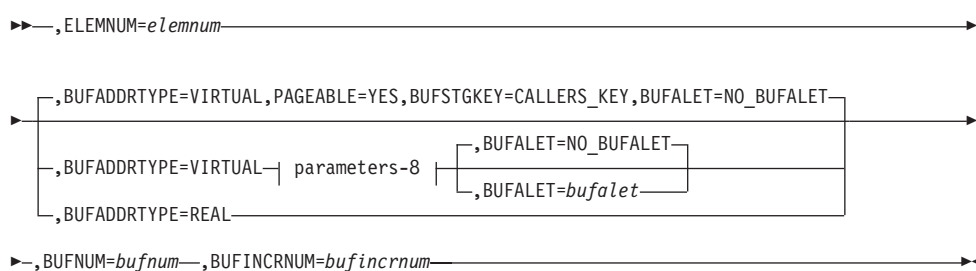 ,ELEMNUM=elemnum
,BUFADDRTYPE=VIRTUAL,PAGEABLE=YES,BUFSTGKEY=CALLERS_KEY,BUFALET=NO_BUFALET
,BUFALET=NO_BUFALET
,BUFADDRTYPE=VIRTUAL parameters-8
,BUFALET=bufalet
,BUFADDRTYPE=REAL
,BUFNUM=bufnum ,BUFINCRNUM=bufincrnum